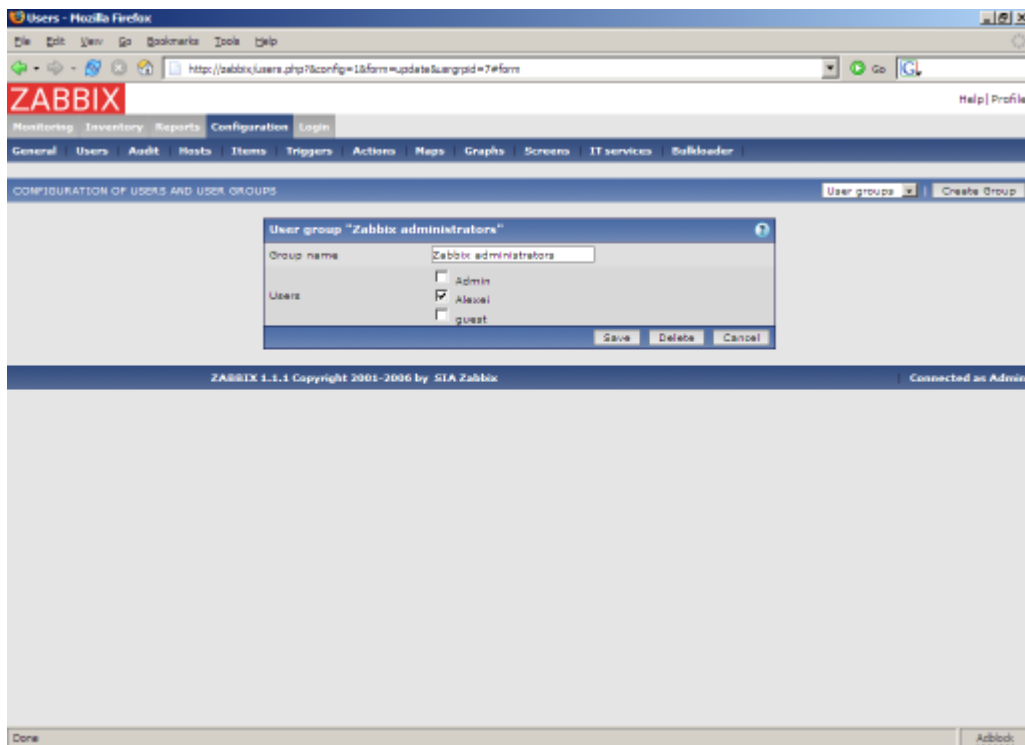 Users - Mozilla Firefox
File Edit View Go Bookmarks Tools Help
http://zabbix/users.php?&config=1&form=update&usrgrpid=7#form Go
ZABBIX Help | Profile
Monitoring Inventory Reports Configuration Login
General | Users | Audit | Hosts | Items | Triggers | Actions | Maps | Graphs | Screens | IT services | Bulkloader |
CONFIGURATION OF USERS AND USER GROUPS User groups | Create Group
User group "Zabbix administrators"
Group name Zabbix administrators
Users
Admin
Alexei
guest
Save Delete Cancel
ZABBIX 1.1.1 Copyright 2001-2006 by SIA Zabbix | Connected as Admin
Done Adblock